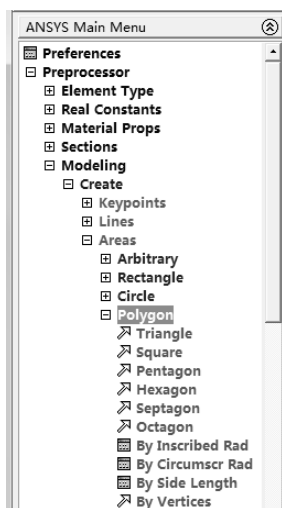 ANSYS Main Menu
Preferences
Preprocessor
Element Type
Real Constants
Material Props
Sections
Modeling
Create
Keypoints
Lines
Areas
Arbitrary
Rectangle
Circle
Polygon
Triangle
Square
Pentagon
Hexagon
Septagon
Octagon
By Inscribed Rad
By Circumscr Rad
By Side Length
By Vertices